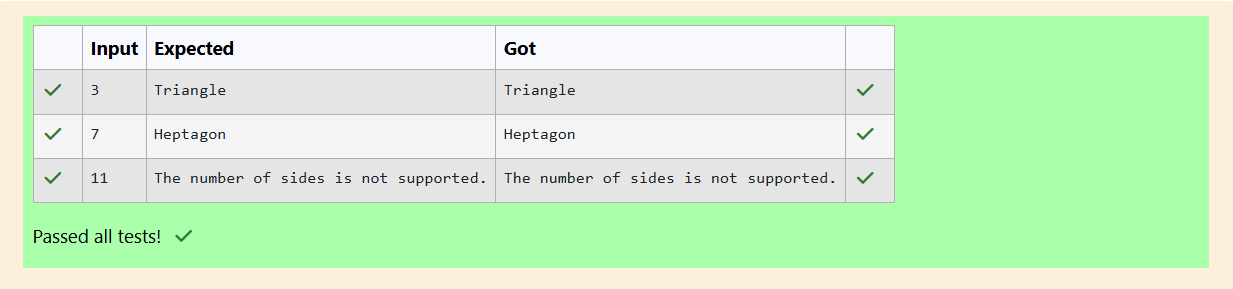 Input Expected Got
3 Triangle Triangle
7 Heptagon Heptagon
11 The number of sides is not supported. The number of sides is not supported.
Passed all tests!